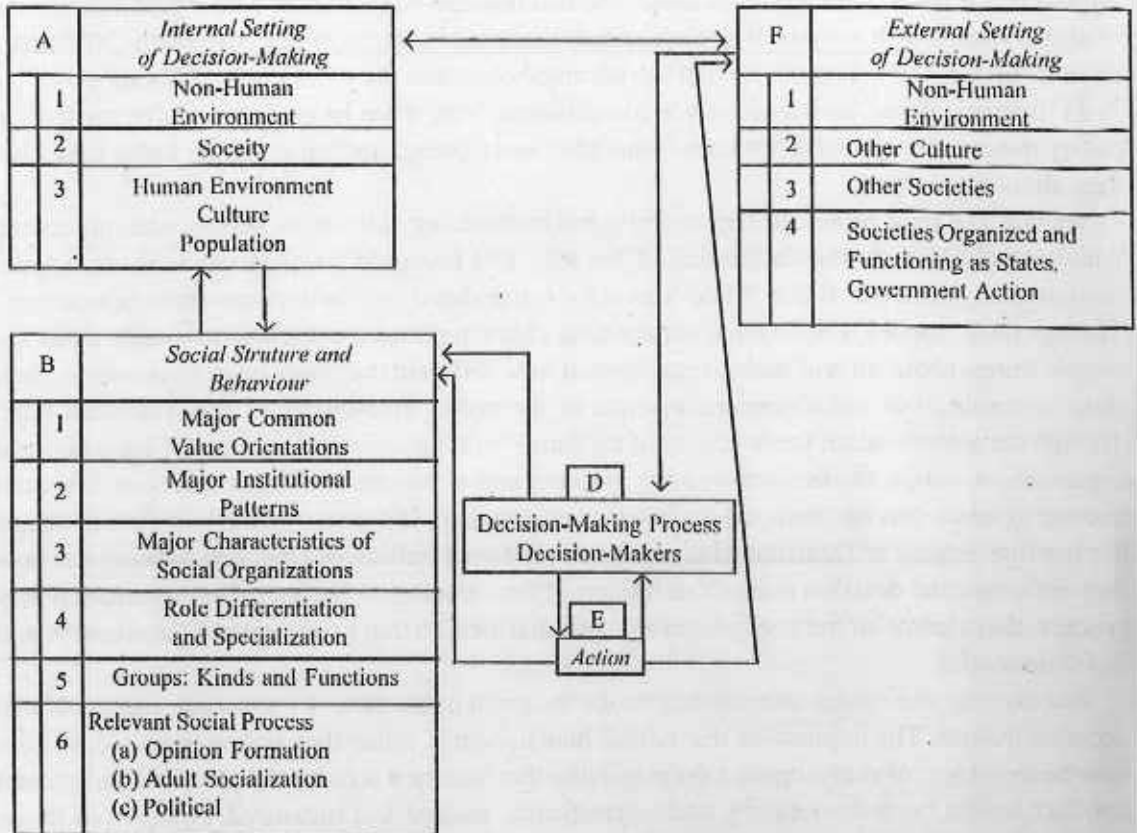 A
Internal Setting
of Decision-Making
1
Non-Human
Environment
2
Soceity
3
Human Environment
Culture
Population
F
External Setting
of Decision-Making
1
Non-Human
Environment
2
Other Culture
3
Other Societies
4
Societies Organized and
Functioning as States,
Government Action
B
Social Struture and
Behaviour
1
Major Common
Value Orientations
2
Major Institutional
Patterns
3
Major Characteristics of
Social Organizations
4
Role Differentiation
and Specialization
5
Groups: Kinds and Functions
6
Relevant Social Process
(a) Opinion Formation
(b) Adult Socialization
(c) Political
D
Decision-Making Process
Decision-Makers
E
Action